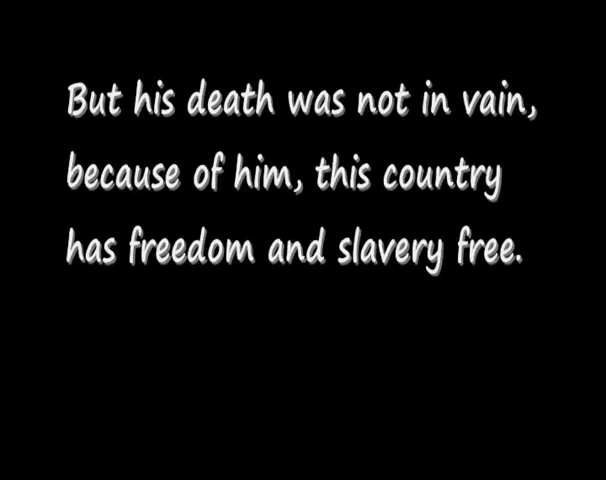 But his death was not in vain,
because of him, this country
has freedom and slavery free.